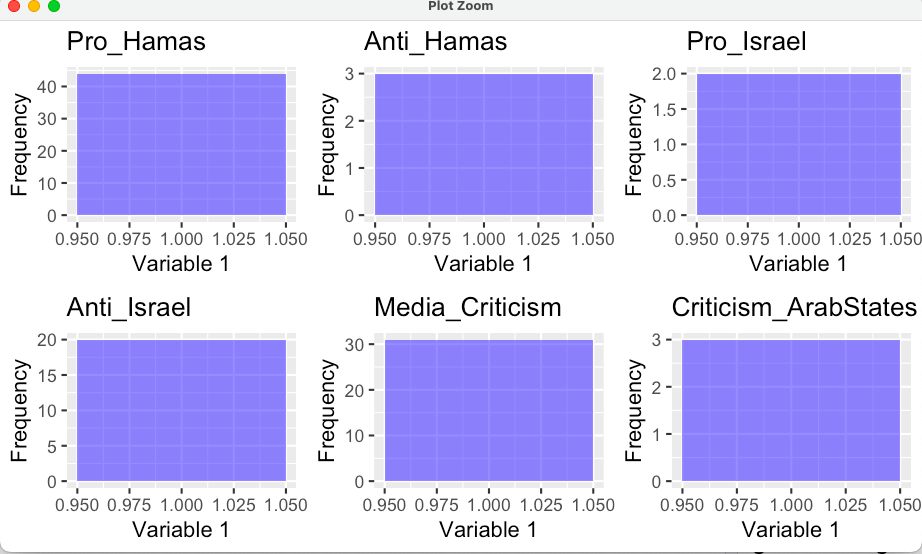 Plot Zoom
Pro_Hamas
Anti_Hamas
Pro_Israel
Frequency
40
30
20
10
0
0.950 0.975 1.000 1.025 1.050
Variable 1
Frequency
3
2
1
0
0.950 0.975 1.000 1.025 1.050
Variable 1
Frequency
2.0
1.5
1.0
0.5
0.0
0.950 0.975 1.000 1.025 1.050
Variable 1
Anti_Israel
Media_Criticism
Criticism_ArabStates
Frequency
20
15
10
5
0
0.950 0.975 1.000 1.025 1.050
Variable 1
Frequency
30
20
10
0
0.950 0.975 1.000 1.025 1.050
Variable 1
Frequency
3
2
1
0
0.950 0.975 1.000 1.025 1.050
Variable 1